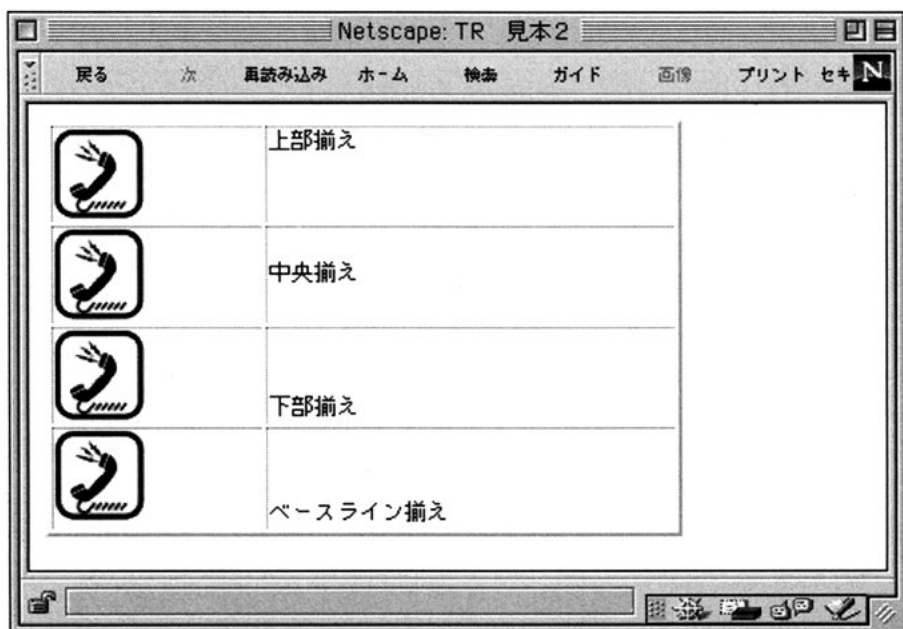 Netscape: TR 見本2
戻る 次 再読み込み ホーム 検索 ガイド 画像 プリント セキ N
上部揃え
中央揃え
下部揃え
ベースライン揃え